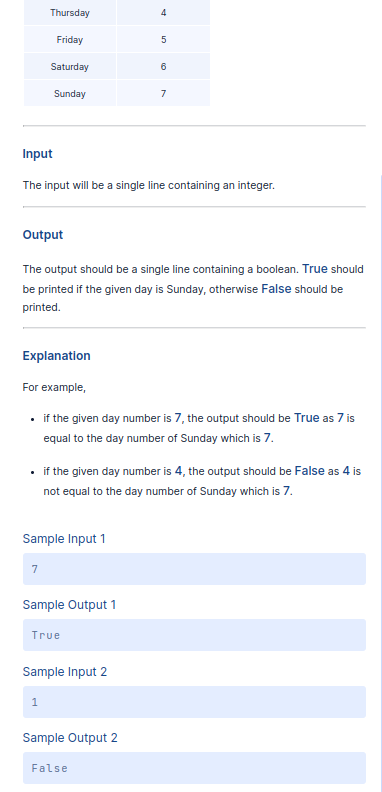 Thursday 4
Friday 5
Saturday 6
Sunday 7
Input
The input will be a single line containing an integer.
Output
The output should be a single line containing a boolean. True should
be printed if the given day is Sunday, otherwise False should be
printed.
Explanation
For example,
• if the given day number is 7, the output should be True as 7 is
equal to the day number of Sunday which is 7.
• if the given day number is 4, the output should be False as 4 is
not equal to the day number of Sunday which is 7.
Sample Input 1
7
Sample Output 1
True
Sample Input 2
1
Sample Output 2
False